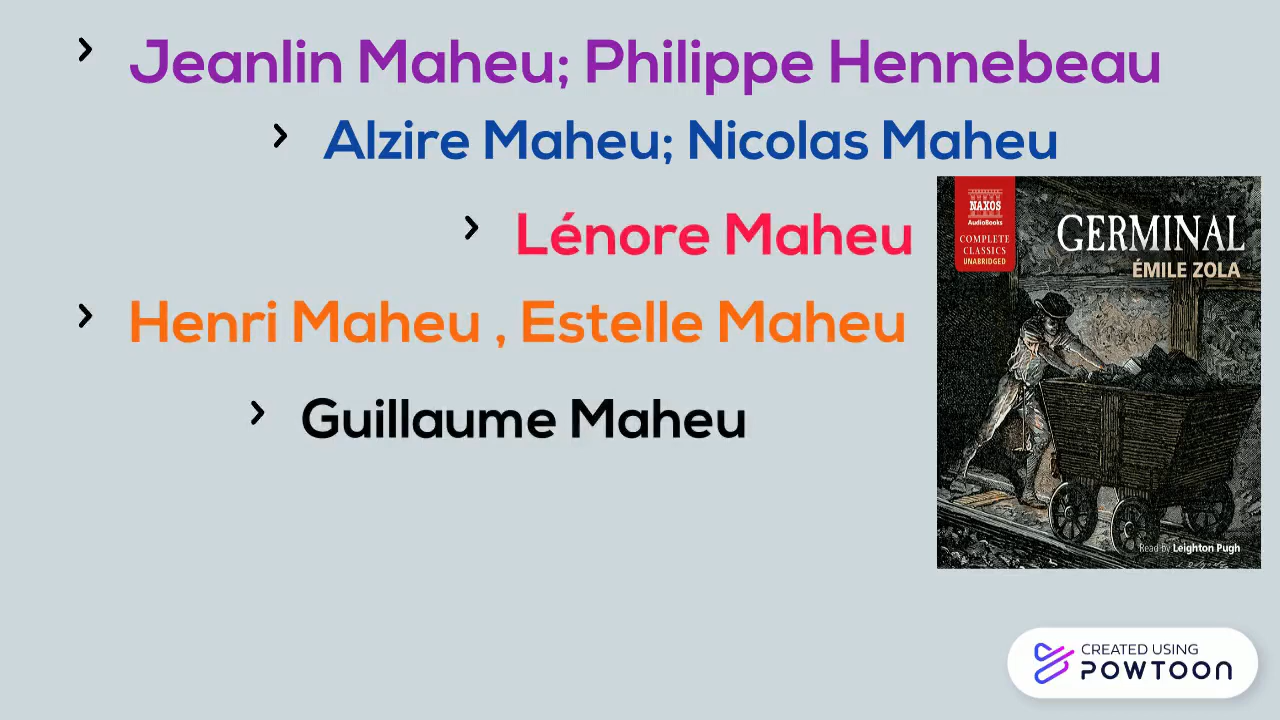 Jeanlin Maheu; Philippe Hennebeau
Alzire Maheu; Nicolas Maheu
Lénore Maheu
Henri Maheu , Estelle Maheu
Guillaume Maheu
NAXOS
AudioBooks
COMPLETE
CLASSICS
UNABRIDGED
GERMINAL
ÉMILE ZOLA
Read by Leighton Pugh
CREATED USING
POWTOON